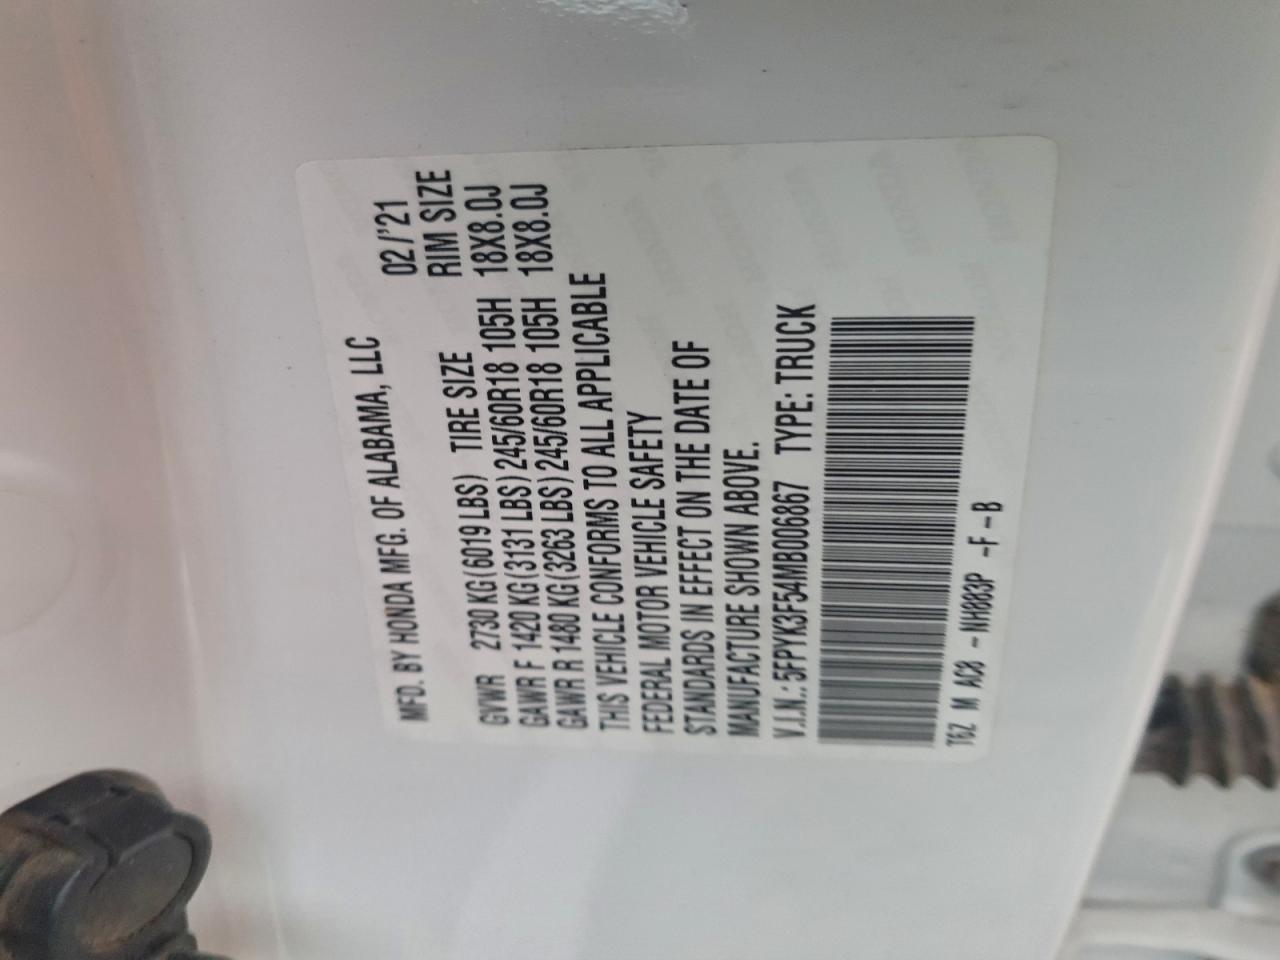 MFD. BY HONDA MFG. OF ALABAMA, LLC 02/'21
TIRE SIZE RIM SIZE
GVWR 2730 KG (6019 LBS)
GAWR F 1420 KG (3131 LBS) 245/60R18 105H 18X8.0J
GAWR R 1480 KG (3263 LBS) 245/60R18 105H 18X8.0J
THIS VEHICLE CONFORMS TO ALL APPLICABLE
FEDERAL MOTOR VEHICLE SAFETY
STANDARDS IN EFFECT ON THE DATE OF
MANUFACTURE SHOWN ABOVE.
V.I.N.: 5FPYK3F54MB006867 TYPE: TRUCK
T6Z M AC8 - NH883P - F - B